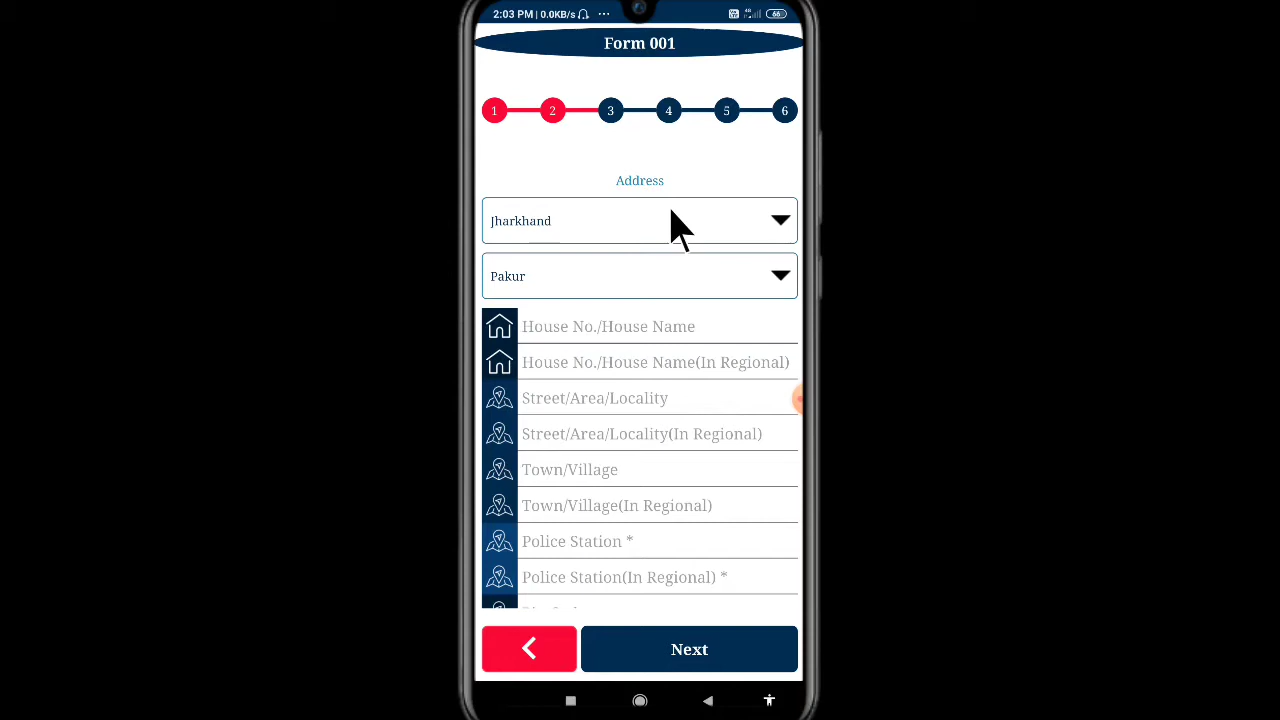 2:03 PM | 0.0KB/s ... 66
Form 001
1 2 3 4 5 6
Address
Jharkhand
Pakur
House No./House Name
House No./House Name(In Regional)
Street/Area/Locality
Street/Area/Locality(In Regional)
Town/Village
Town/Village(In Regional)
Police Station *
Police Station(In Regional) *
Next